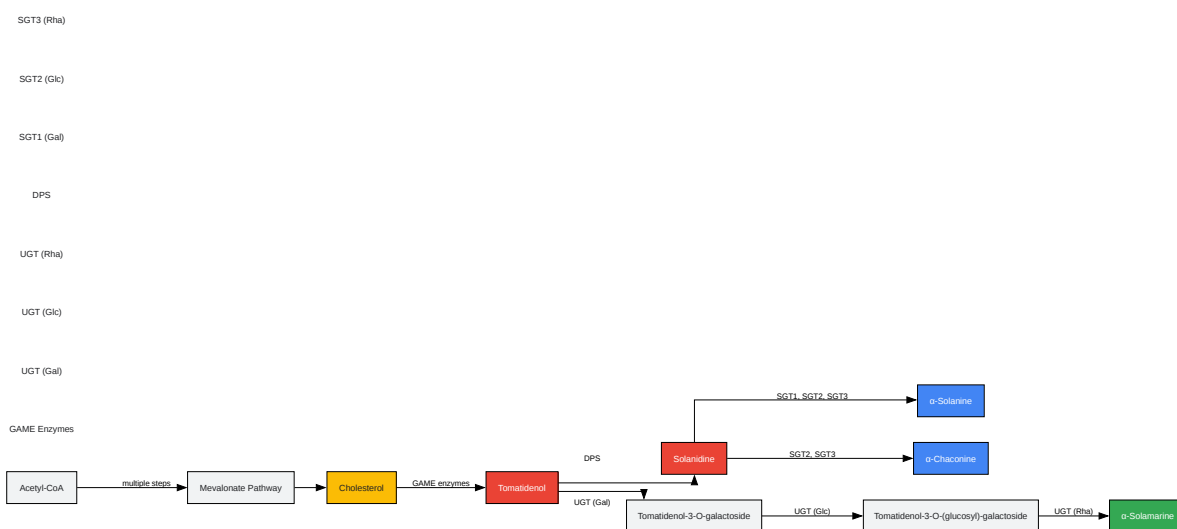 SGT3 (Rha)
SGT2 (Glc)
SGT1 (Gal)
DPS
UGT (Rha)
UGT (Glc)
UGT (Gal)
GAME Enzymes
SGT1, SGT2, SGT3
α-Solanine
DPS
Solanidine
SGT2, SGT3
α-Chaconine
Acetyl-CoA
multiple steps
Mevalonate Pathway
Cholesterol
GAME enzymes
Tomatidenol
UGT (Gal)
Tomatidenol-3-O-galactoside
UGT (Glc)
Tomatidenol-3-O-(glucosyl)-galactoside
UGT (Rha)
α-Solamarine